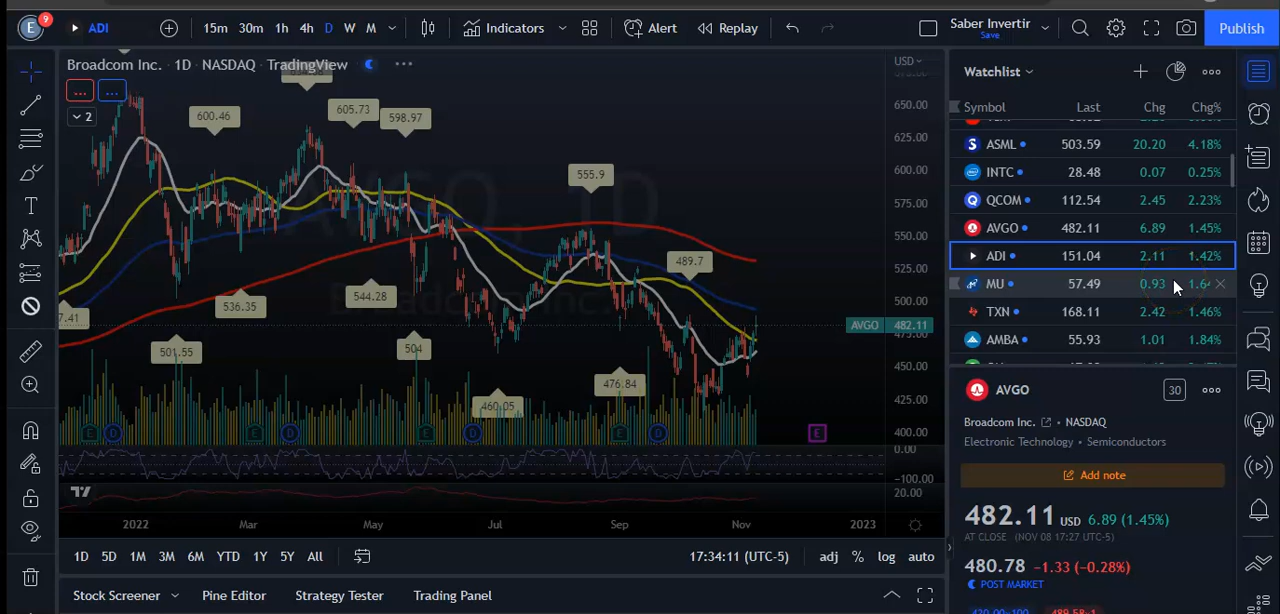 E 9 ADI 15m 30m 1h 4h D W M Indicators Alert Replay Saber Invertir Publish
Save
Broadcom Inc. 1D NASDAQ TradingView
... ...
2
USD
650.00
625.00
600.00
575.00
550.00
525.00
500.00
AVGO 482.11
450.00
425.00
400.00
0.00
-100.00
20.00
600.46
605.73
598.97
555.9
489.7
7.41
536.35
544.28
501.55
504
460.05
476.84
AVGO, 1D
Broadcom Inc.
E D E D E D E D E
2022 Mar May Jul Sep Nov 2023
1D 5D 1M 3M 6M YTD 1Y 5Y All 17:34:11 (UTC-5) adj % log auto
Stock Screener Pine Editor Strategy Tester Trading Panel
Watchlist
Symbol Last Chg Chg%
ASML 503.59 20.20 4.18%
INTC 28.48 0.07 0.25%
QCOM 112.54 2.45 2.23%
AVGO 482.11 6.89 1.45%
ADI 151.04 2.11 1.42%
MU 57.49 0.93 1.6
TXN 168.11 2.42 1.46%
AMBA 55.93 1.01 1.84%
AVGO 30
Broadcom Inc. • NASDAQ
Electronic Technology • Semiconductors
Add note
482.11 USD 6.89 (1.45%)
AT CLOSE (NOV 08 17:27 UTC-5)
480.78 −1.33 (−0.28%)
POST MARKET